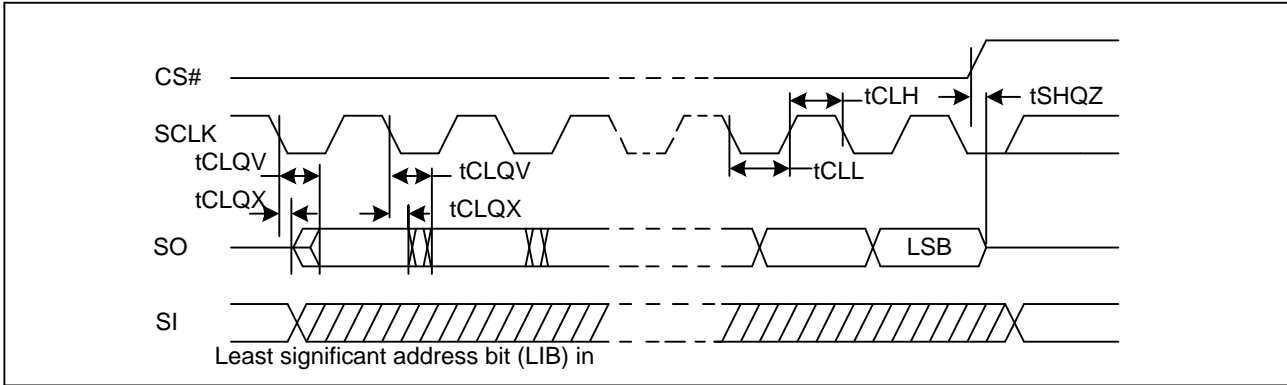 CS#
tCLH
tSHQZ
SCLK
tCLQV
tCLQV
tCLL
tCLQX
tCLQX
SO
LSB
SI
Least significant address bit (LIB) in